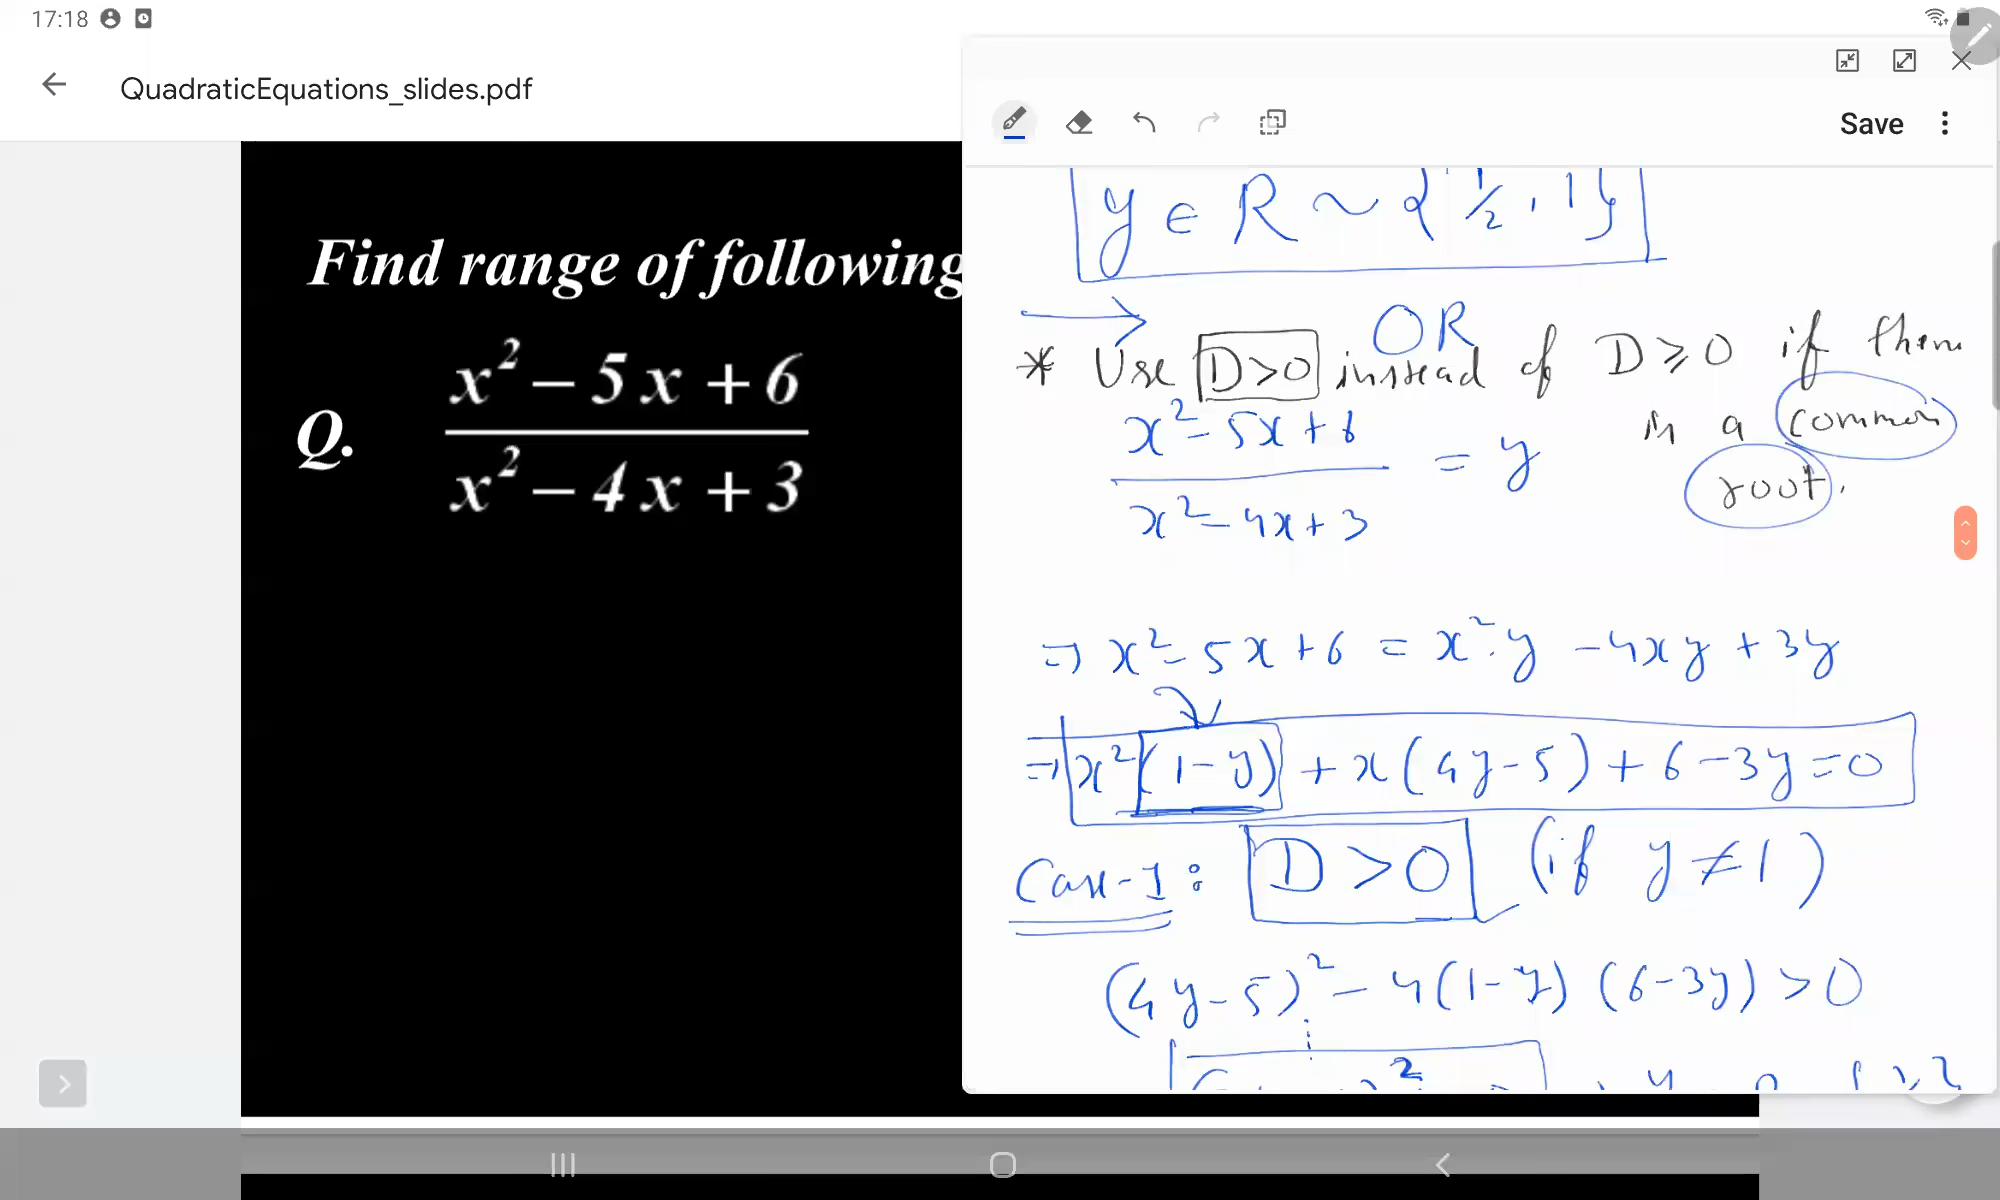 17:18
QuadraticEquations_slides.pdf
Save
Find range of following
Q. x² – 5x + 6
x² – 4x + 3
y ∈ R ~ {1/2, 1}
OR
* Use D>0 instead of D≥0 if there
is a common
root.
x² - 5x + 6
x² - 4x + 3
= y
⇒ x² - 5x + 6 = x².y - 4xy + 3y
⇒ x²(1-y) + x(4y-5) + 6-3y=0
Case-1: D>0 (if y≠1)
(4y-5)² - 4(1-y)(6-3y)>0